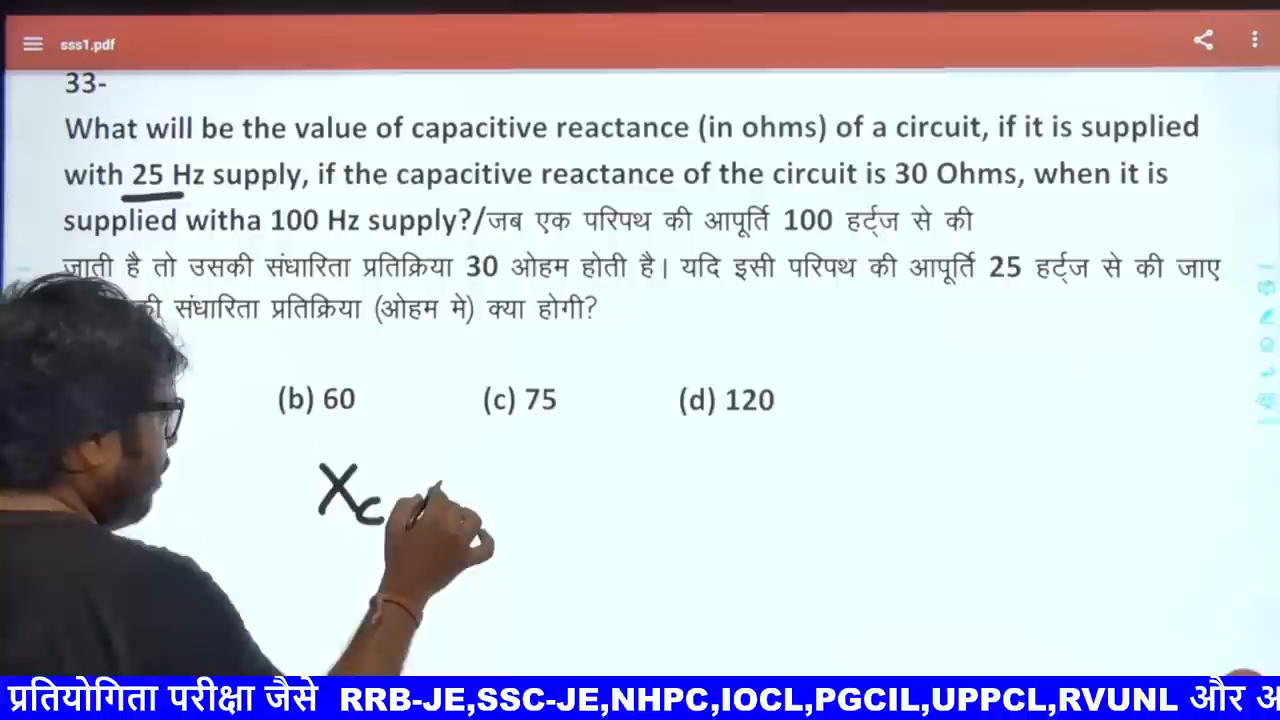 sss1.pdf
33-
What will be the value of capacitive reactance (in ohms) of a circuit, if it is supplied
with 25 Hz supply, if the capacitive reactance of the circuit is 30 Ohms, when it is
supplied witha 100 Hz supply?/जब एक परिपथ की आपूर्ति 100 हर्ट्ज से की
जाती है तो उसकी संधारिता प्रतिक्रिया 30 ओहम होती है। यदि इसी परिपथ की आपूर्ति 25 हर्ट्ज से की जाए
की संधारिता प्रतिक्रिया (ओहम मे) क्या होगी?
(b) 60 (c) 75 (d) 120
Xc
प्रतियोगिता परीक्षा जैसे RRB-JE,SSC-JE,NHPC,IOCL,PGCIL,UPPCL,RVUNL और